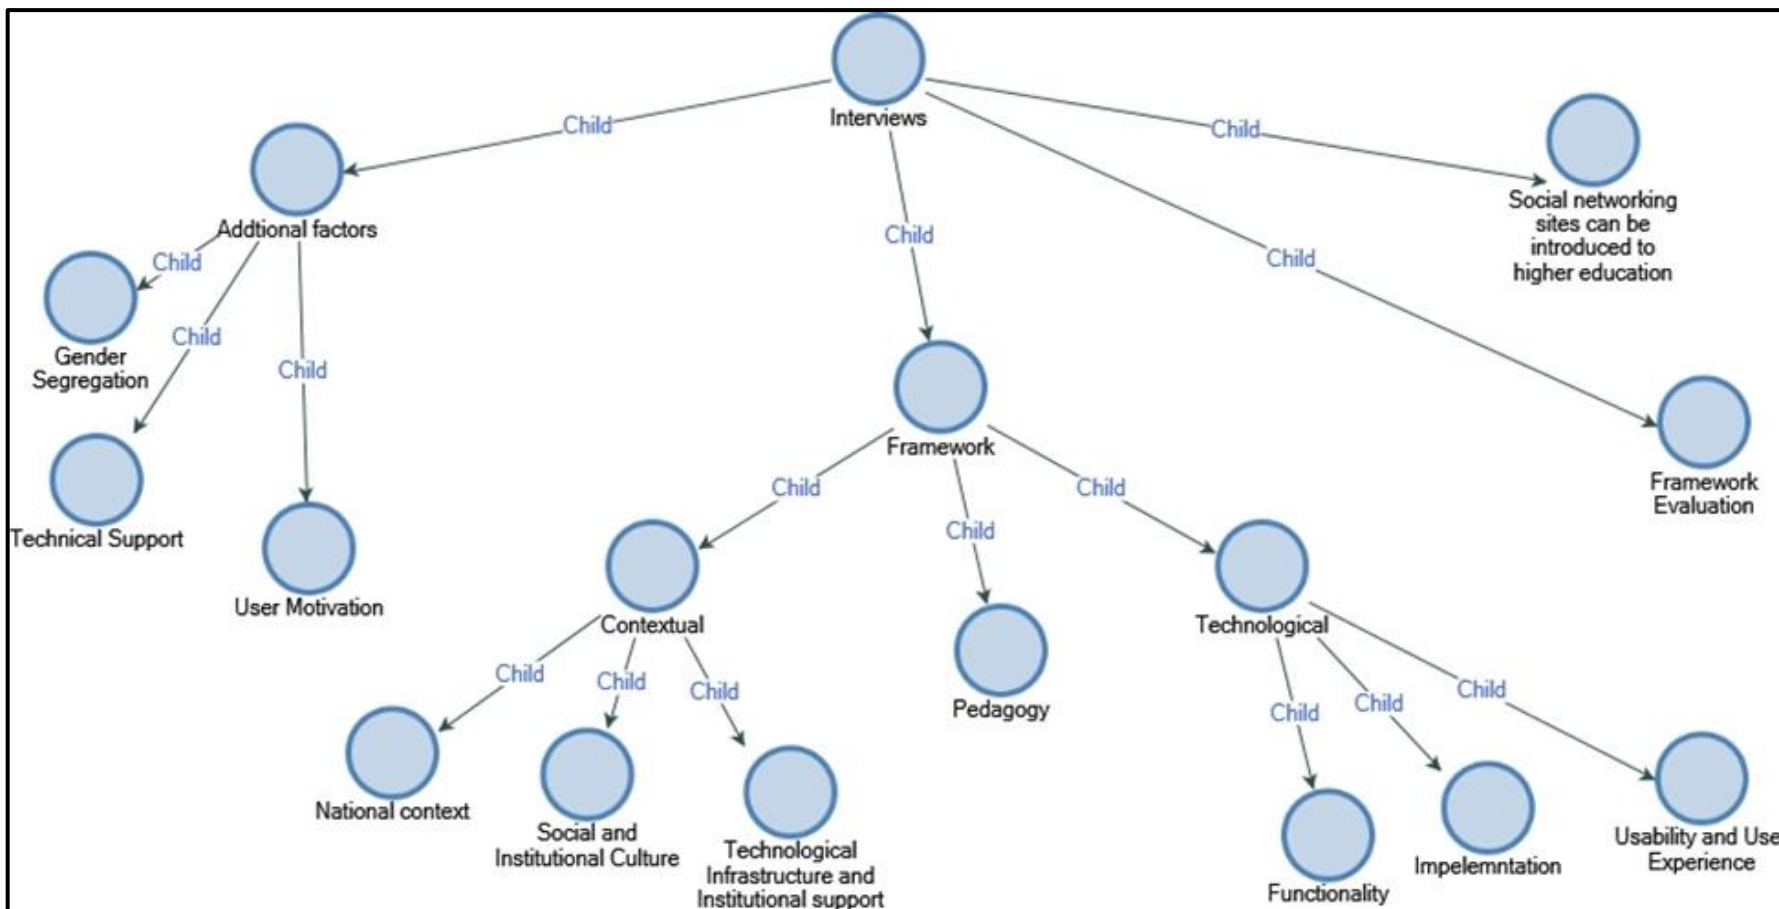 Interviews
Child
Child
Child
Child
Addtional factors
Social networking
sites can be
introduced to
higher education
Child
Child
Child
Gender
Segregation
Technical Support
User Motivation
Framework
Framework
Evaluation
Child
Child
Child
Contextual
Pedagogy
Technological
Child
Child
Child
Child
Child
Child
National context
Social and
Institutional Culture
Technological
Infrastructure and
Institutional support
Functionality
Impelemntation
Usability and Use
Experience